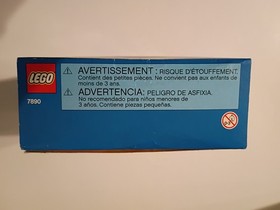 LEGO
7890
AVERTISSEMENT : RISQUE D'ÉTOUFFEMENT.
Contient des petites pièces. Ne convient pas aux enfants de
moins de 3 ans.
ADVERTENCIA: PELIGRO DE ASFIXIA.
No recomendado para niños menores de
3 años. Contiene piezas pequeñas.